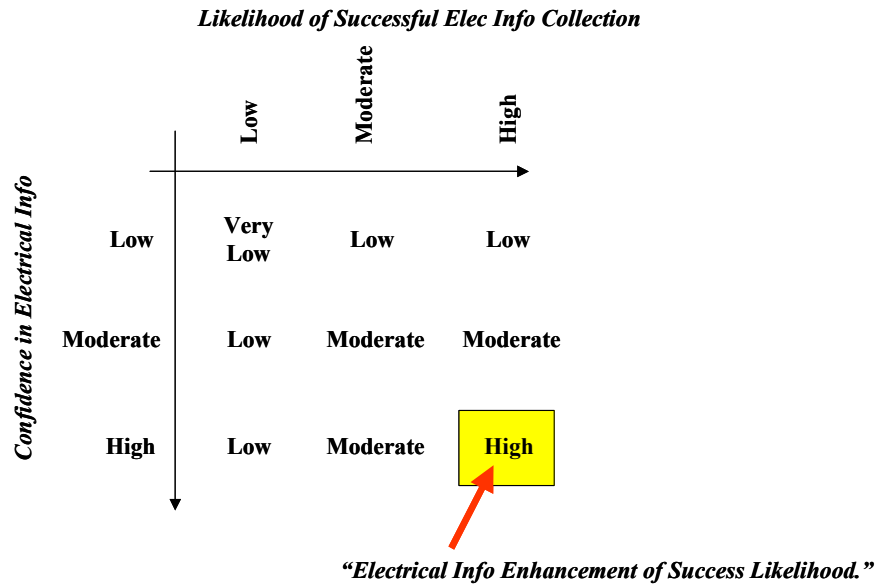 Likelihood of Successful Elec Info Collection
Low
Moderate
High
Confidence in Electrical Info
Low
Very
Low
Low
Low
Moderate
Low
Moderate
Moderate
High
Low
Moderate
High
“Electrical Info Enhancement of Success Likelihood.”